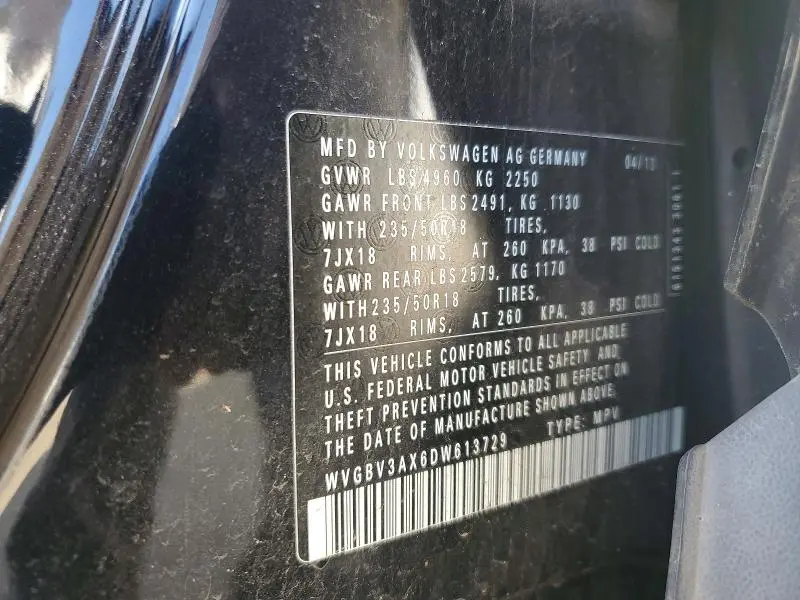 MFD BY VOLKSWAGEN AG GERMANY 04/13
GVWR LBS 4960 KG 2250
GAWR FRONT LBS 2491, KG 1130
WITH 235/50R18 TIRES,
7JX18 RIMS, AT 260 KPA, 38 PSI COLD
GAWR REAR LBS 2579, KG 1170
WITH 235/50R18 TIRES,
7JX18 RIMS, AT 260 KPA, 38 PSI COLD
THIS VEHICLE CONFORMS TO ALL APPLICABLE
U.S. FEDERAL MOTOR VEHICLE SAFETY AND
THEFT PREVENTION STANDARDS IN EFFECT ON
THE DATE OF MANUFACTURE SHOWN ABOVE.
WVGBV3AX6DW613729 TYPE: MPV